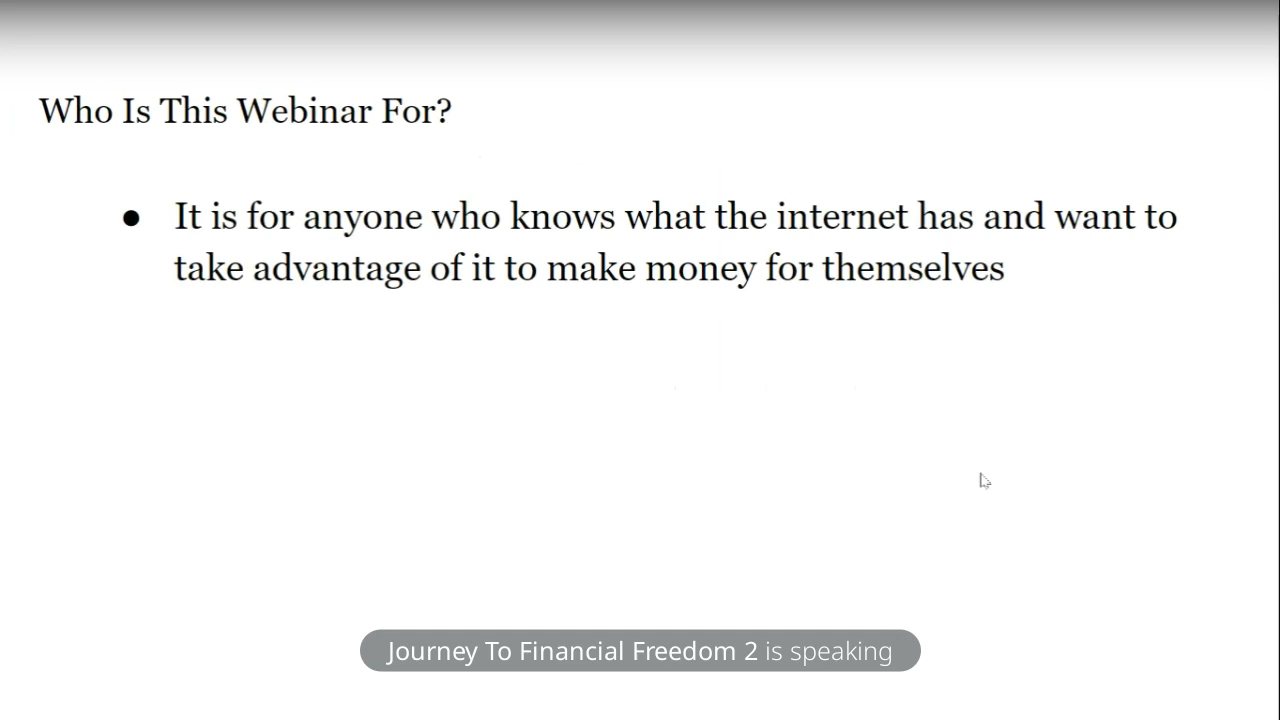 Who Is This Webinar For?
● It is for anyone who knows what the internet has and want to
take advantage of it to make money for themselves
Journey To Financial Freedom 2 is speaking